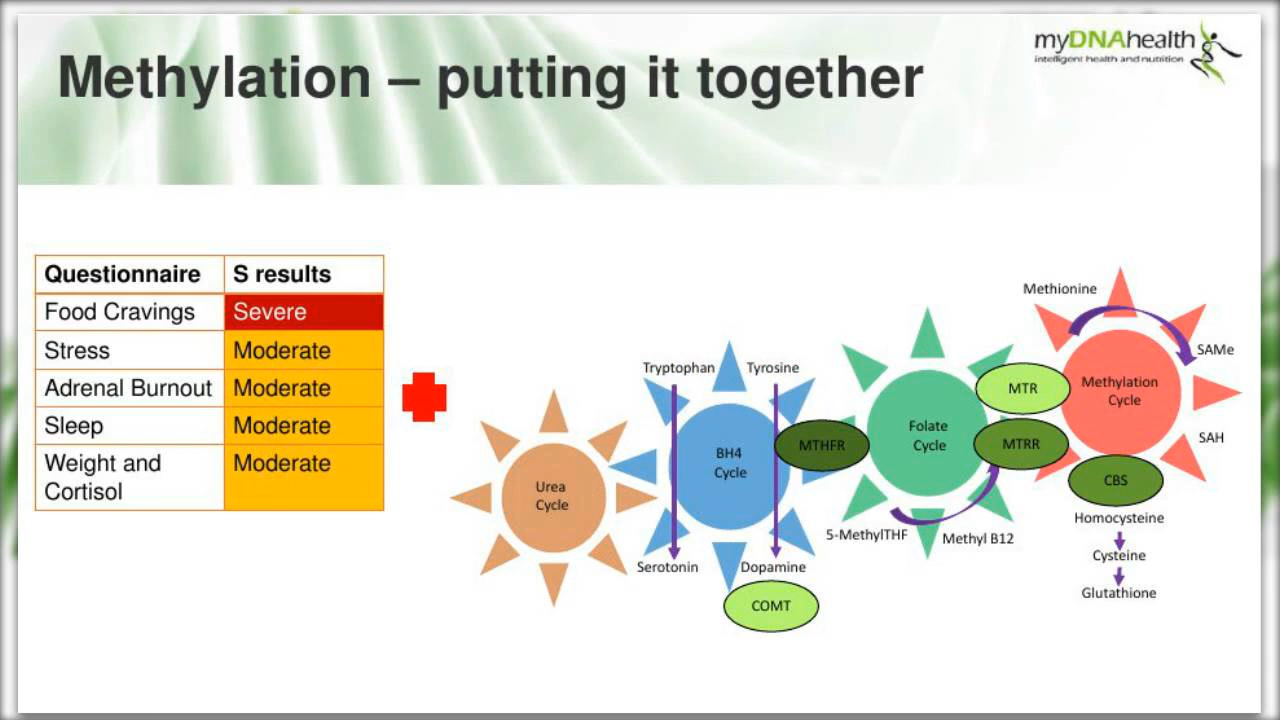 Methylation – putting it together
myDNAhealth
intelligent health and nutrition
Questionnaire S results
Food Cravings Severe
Stress Moderate
Adrenal Burnout Moderate
Sleep Moderate
Weight and Moderate
Cortisol
Urea
Cycle
Tryptophan Tyrosine
BH4
Cycle
Serotonin Dopamine
COMT
MTHFR
Folate
Cycle
5-MethylTHF Methyl B12
MTR
MTRR
Methionine
SAMe
Methylation
Cycle
SAH
CBS
Homocysteine
Cysteine
Glutathione